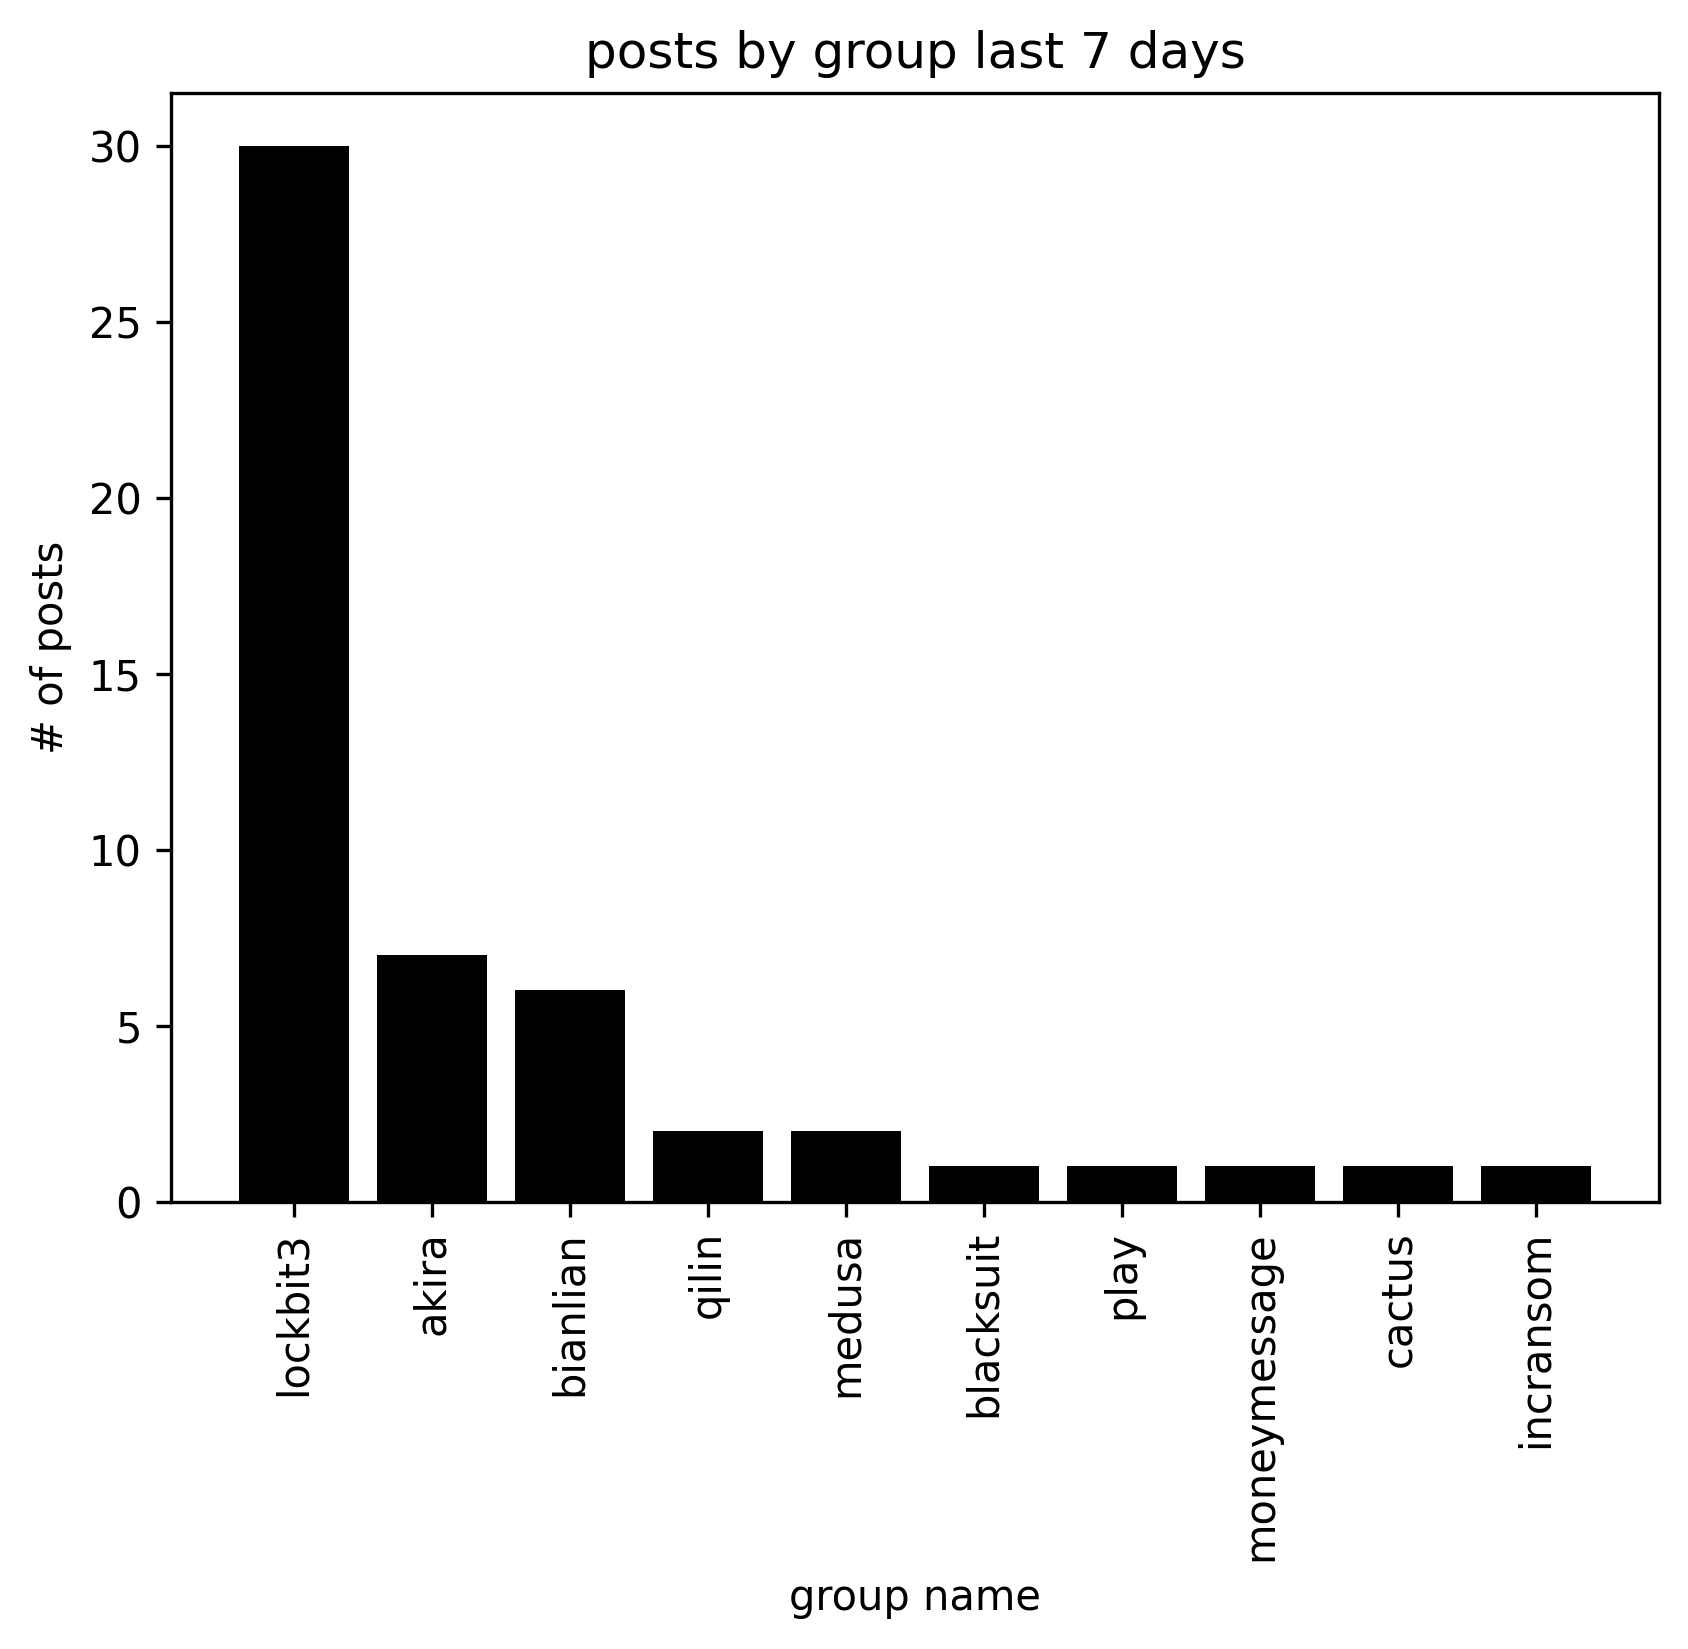 posts by group last 7 days
# of posts
30
25
20
15
10
5
0
lockbit3
akira
bianlian
qilin
medusa
blacksuit
play
moneymessage
cactus
incransom
group name